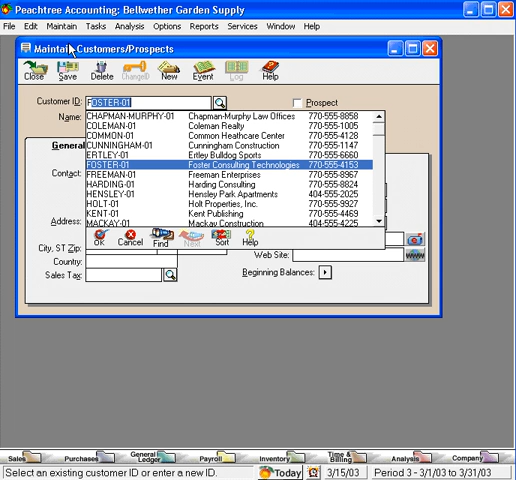 Peachtree Accounting: Bellwether Garden Supply
File Edit Maintain Tasks Analysis Options Reports Services Window Help
Maintain Customers/Prospects
Close Save Delete ChangeID New Event Log Help
Customer ID: FOSTER-01 Prospect
Name:
CHAPMAN-MURPHY-01 Chapman-Murphy Law Offices 770-555-8858
COLEMAN-01 Coleman Realty 770-555-1465
COMMON-01 Common Heathcare Center 770-555-4128
CUNNINGHAM-01 Cunningham Construction 770-555-1147
ERTLEY-01 Ertley Bulldog Sports 770-555-6660
FOSTER-01 Foster Consulting Technologies 770-555-4153
FREEMAN-01 Freeman Enterprises 770-555-8967
HARDING-01 Harding Consulting 770-555-8824
HENSLEY-01 Hensley Park Apartments 404-555-2025
HOLT-01 Holt Properties, Inc. 770-555-9927
KENT-01 Kent Publishing 770-555-4469
MACKAY-01 Mackay Construction 404-555-4225
General
Contact:
Address:
OK Cancel Find Next Sort Help
City, ST Zip:
Web Site:
Country:
Sales Tax:
Beginning Balances:
Sales Purchases General Ledger Payroll Inventory Time & Billing Analysis Company
Select an existing customer ID or enter a new ID. Today 3/15/03 Period 3 - 3/1/03 to 3/31/03